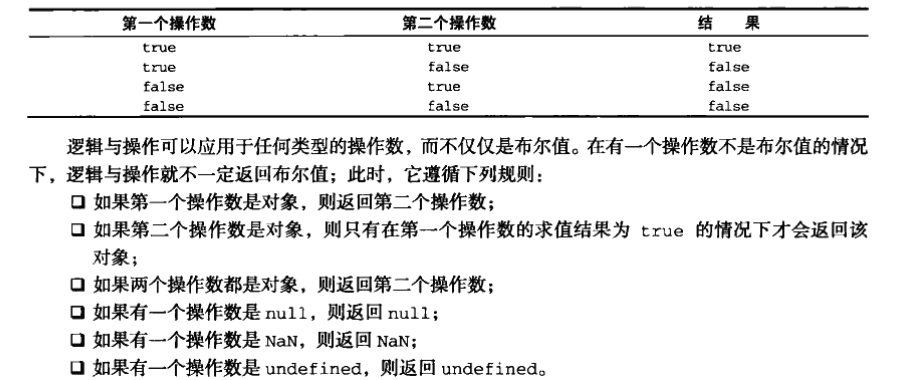 第一个操作数 第二个操作数 结 果
true true true
true false false
false true false
false false false
逻辑与操作可以应用于任何类型的操作数，而不仅仅是布尔值。在有一个操作数不是布尔值的情况
下，逻辑与操作就不一定返回布尔值；此时，它遵循下列规则：
❑ 如果第一个操作数是对象，则返回第二个操作数；
❑ 如果第二个操作数是对象，则只有在第一个操作数的求值结果为 true 的情况下才会返回该
对象；
❑ 如果两个操作数都是对象，则返回第二个操作数；
❑ 如果有一个操作数是 null，则返回 null；
❑ 如果有一个操作数是 NaN，则返回 NaN；
❑ 如果有一个操作数是 undefined，则返回 undefined。